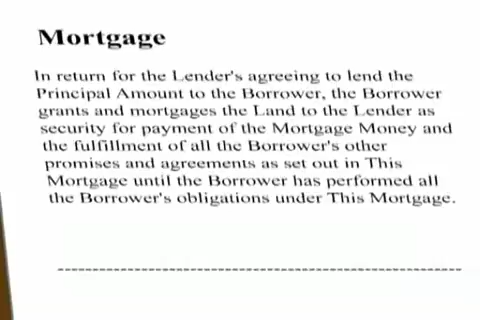 Mortgage
In return for the Lender's agreeing to lend the
Principal Amount to the Borrower, the Borrower
grants and mortgages the Land to the Lender as
security for payment of the Mortgage Money and
the fulfillment of all the Borrower's other
promises and agreements as set out in This
Mortgage until the Borrower has performed all
the Borrower's obligations under This Mortgage.